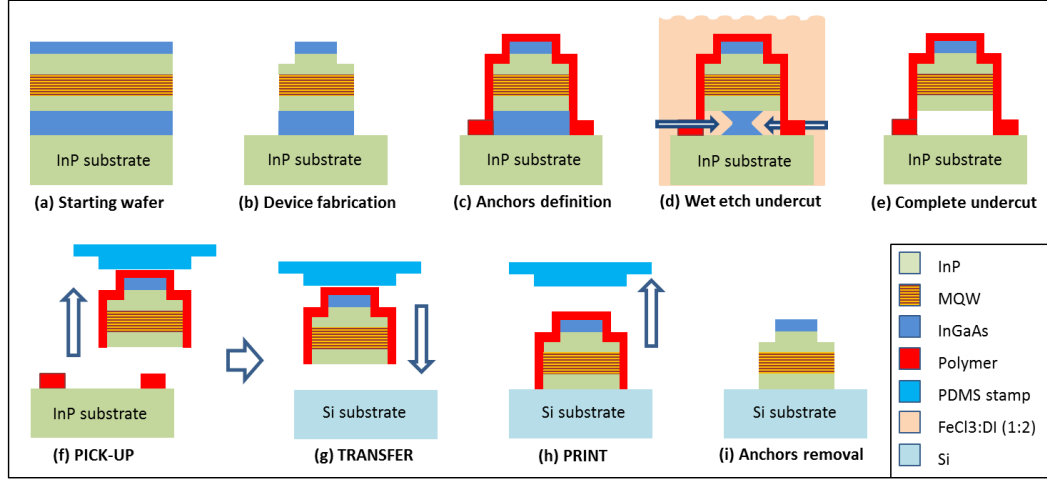 InP substrate
(a) Starting wafer
InP substrate
(b) Device fabrication
InP substrate
(c) Anchors definition
InP substrate
(d) Wet etch undercut
InP substrate
(e) Complete undercut
InP substrate
(f) PICK-UP
Si substrate
(g) TRANSFER
Si substrate
(h) PRINT
Si substrate
(i) Anchors removal
InP
MQW
InGaAs
Polymer
PDMS stamp
FeCl3:DI (1:2)
Si